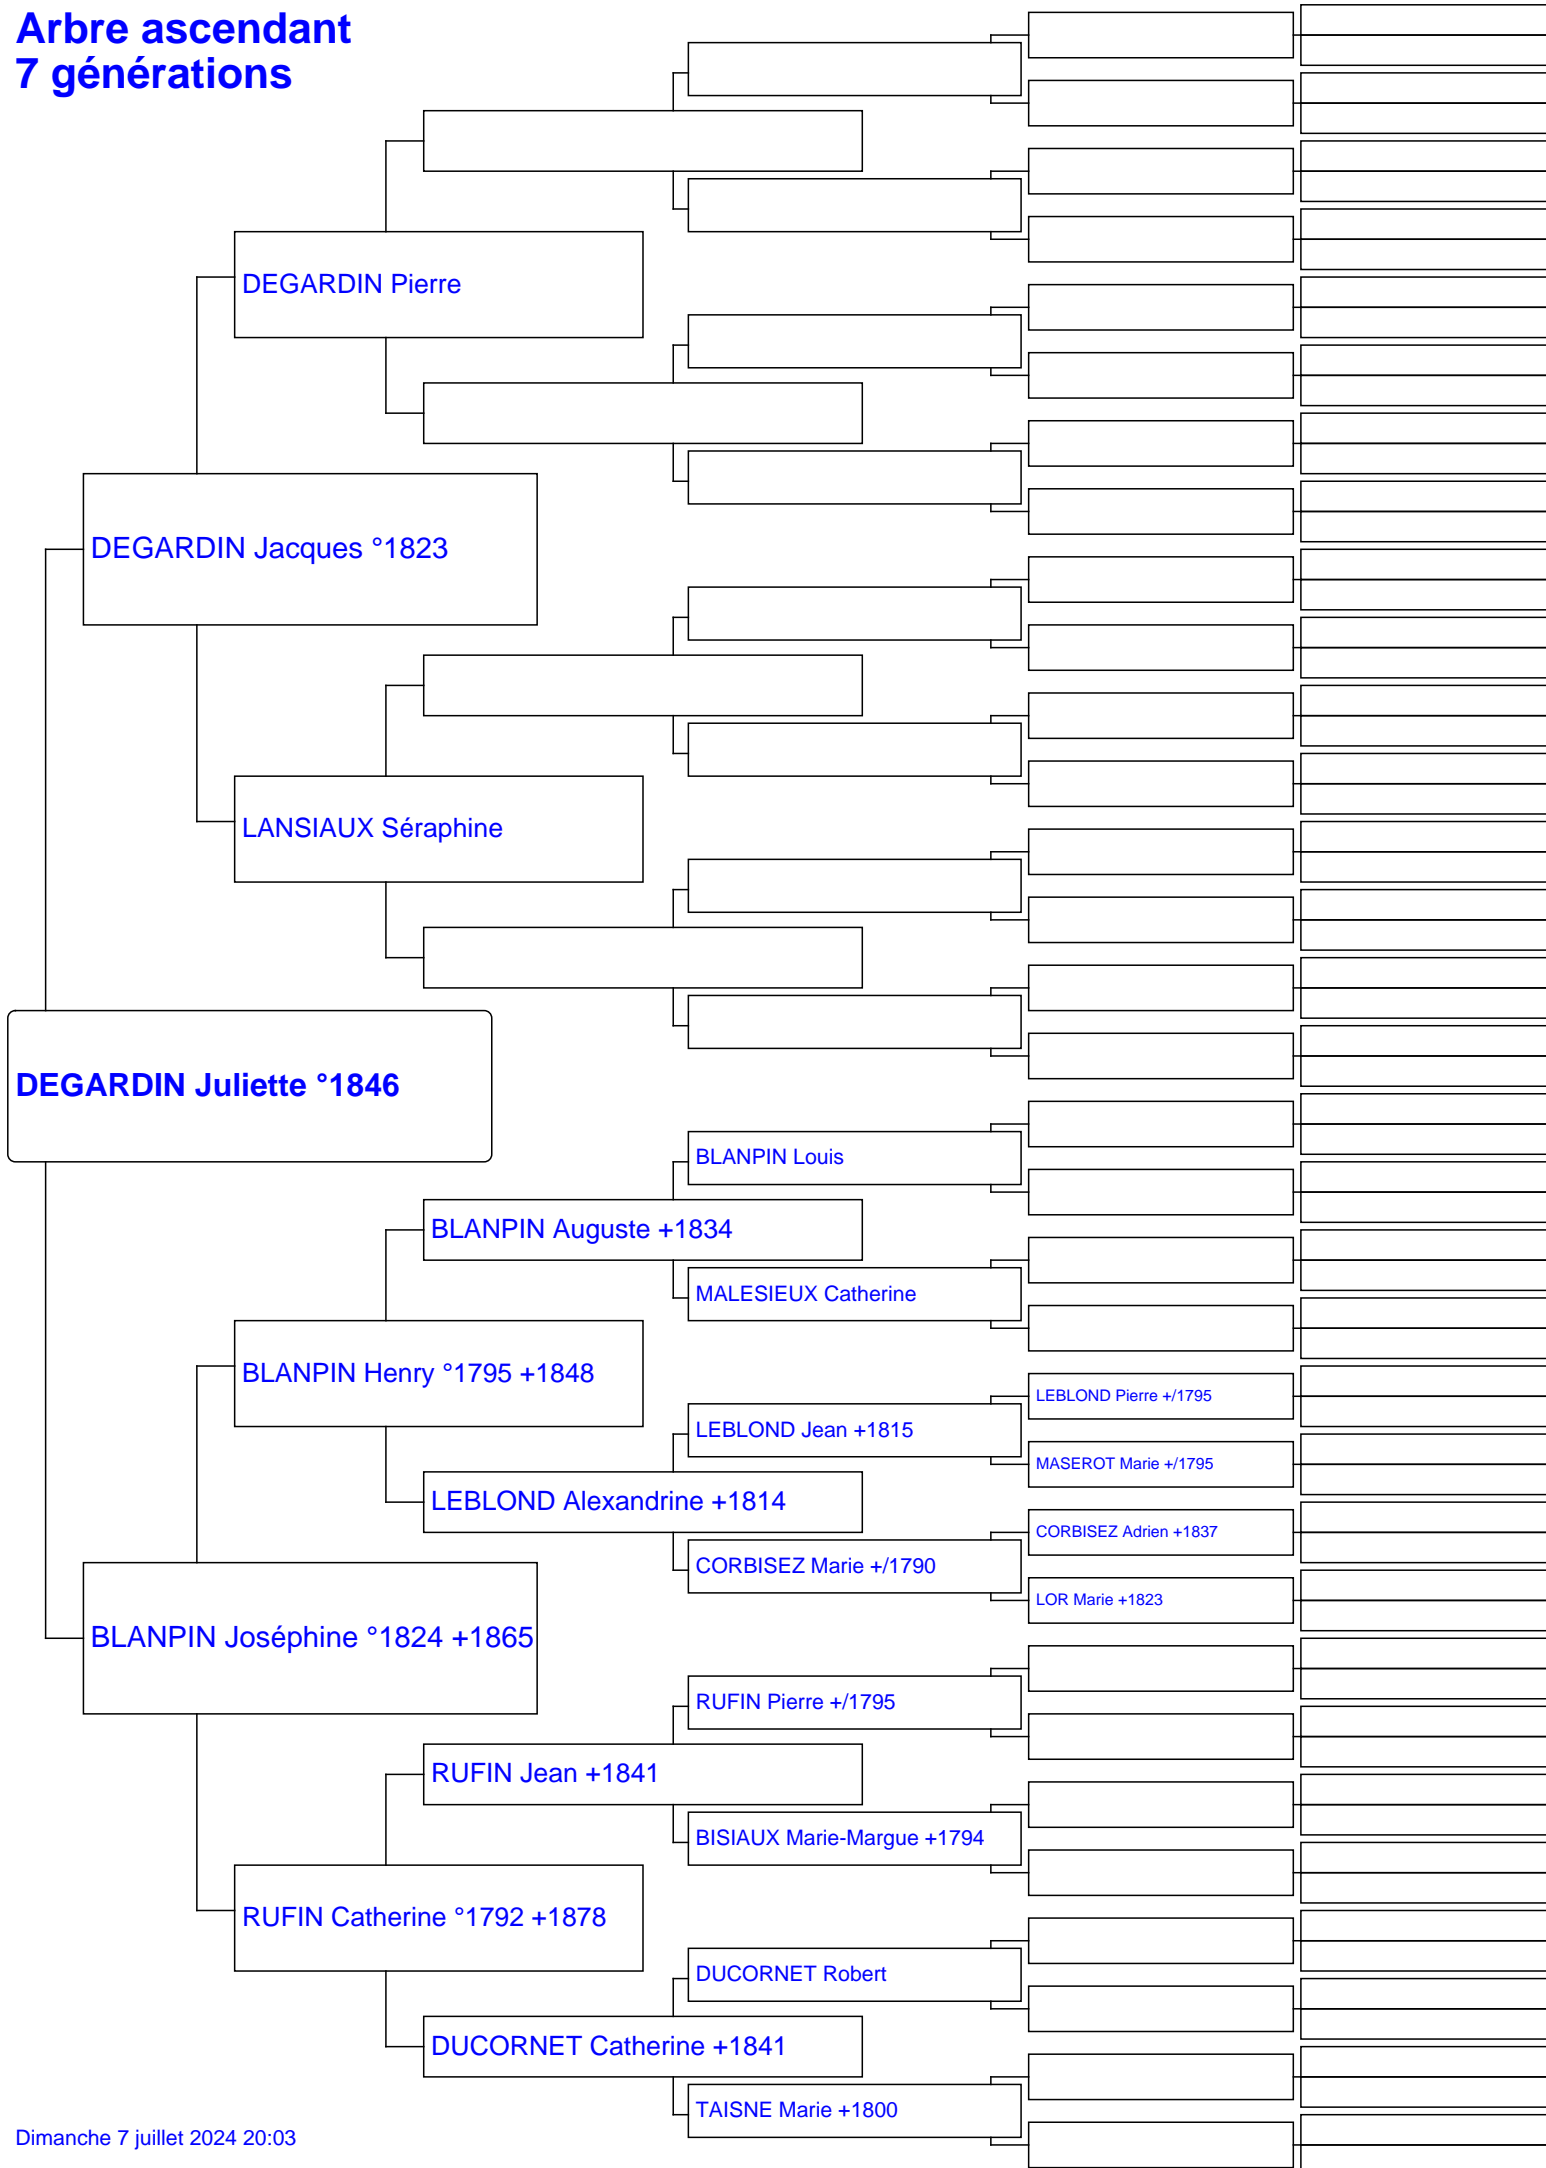 Arbre ascendant
7 générations
DEGARDIN Pierre
DEGARDIN Jacques °1823
LANSIAUX Séraphine
DEGARDIN Juliette °1846
BLANPIN Louis
BLANPIN Auguste +1834
MALESIEUX Catherine
BLANPIN Henry °1795 +1848
LEBLOND Pierre +/1795
LEBLOND Jean +1815
MASEROT Marie +/1795
LEBLOND Alexandrine +1814
CORBISEZ Adrien +1837
CORBISEZ Marie +/1790
LOR Marie +1823
BLANPIN Joséphine °1824 +1865
RUFIN Pierre +/1795
RUFIN Jean +1841
BISIAUX Marie-Margue +1794
RUFIN Catherine °1792 +1878
DUCORNET Robert
DUCORNET Catherine +1841
TAISNE Marie +1800
Dimanche 7 juillet 2024 20:03